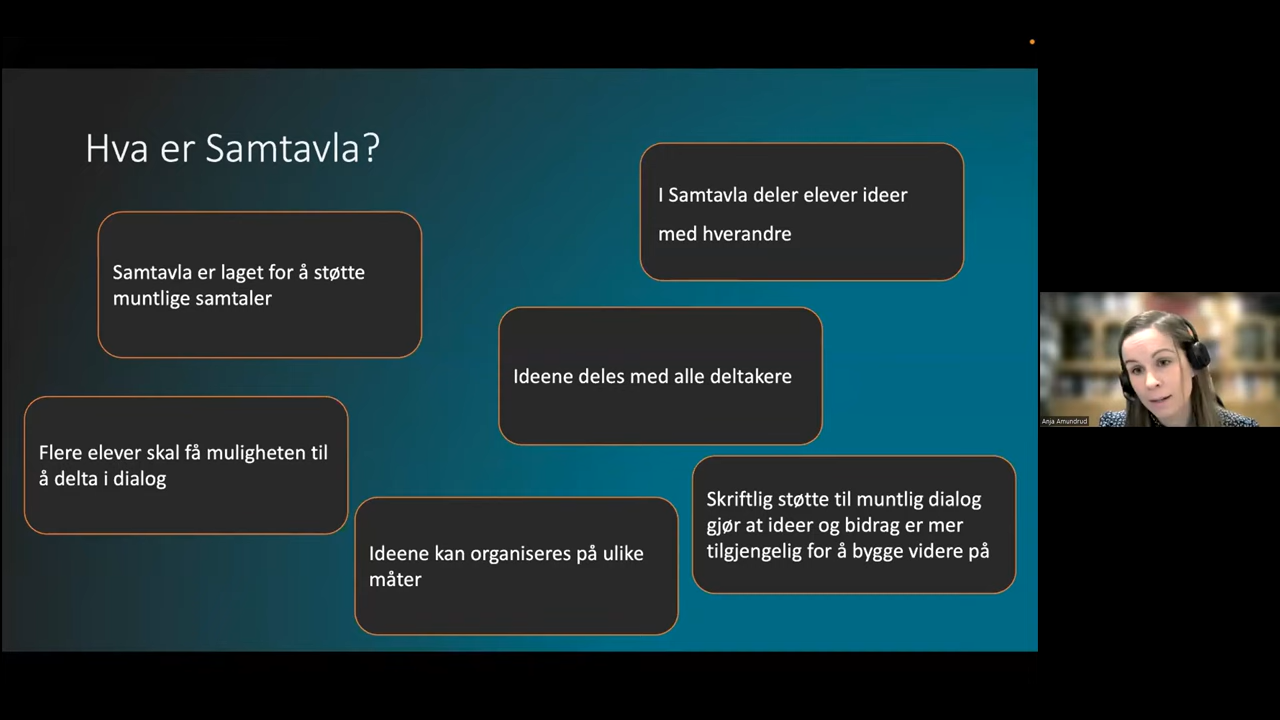 Hva er Samtavla?
I Samtavla deler elever ideer
med hverandre
Samtavla er laget for å støtte
muntlige samtaler
Ideene deles med alle deltakere
Flere elever skal få muligheten til
å delta i dialog
Skriftlig støtte til muntlig dialog
gjør at ideer og bidrag er mer
tilgjengelig for å bygge videre på
Ideene kan organiseres på ulike
måter
Anja Amundrud